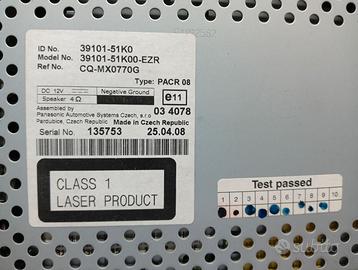 ID No. 39101-51K0
Model No. 39101-51K00-EZR
Ref No. CQ-MX0770G
Type: PACR 08
DC 12V Negative Ground
Speaker 4Ω
e11
03 4078
Assembled by
Panasonic Automotive Systems Czech, s.r.o
Pardubice, Czech Republic Made in Czech Republic
Serial No. 135753 25.04.08
CLASS 1
LASER PRODUCT
Test passed
1 2 3 4 5 6 7 8 9 10
subito